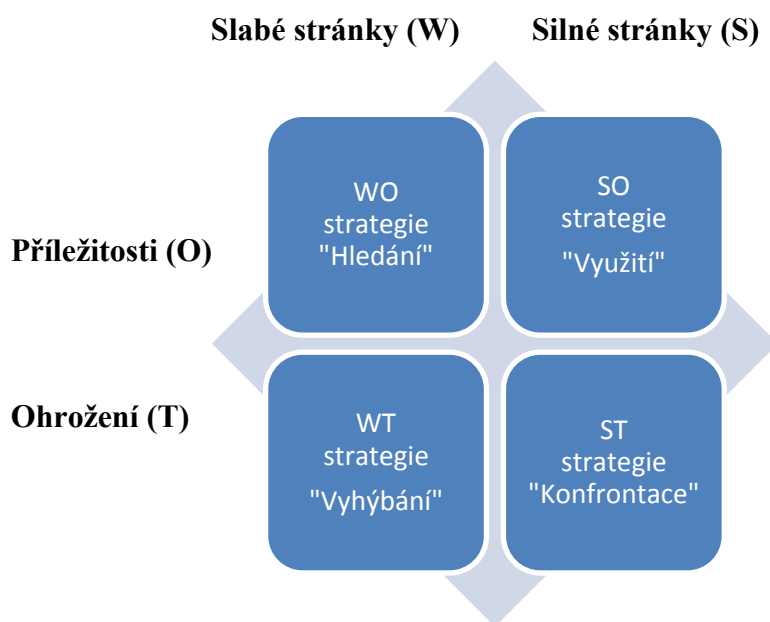 Slabé stránky (W)
Silné stránky (S)
Příležitosti (O)
WO
strategie
"Hledání"
SO
strategie
"Využití"
Ohrožení (T)
WT
strategie
"Vyhýbání"
ST
strategie
"Konfrontace"